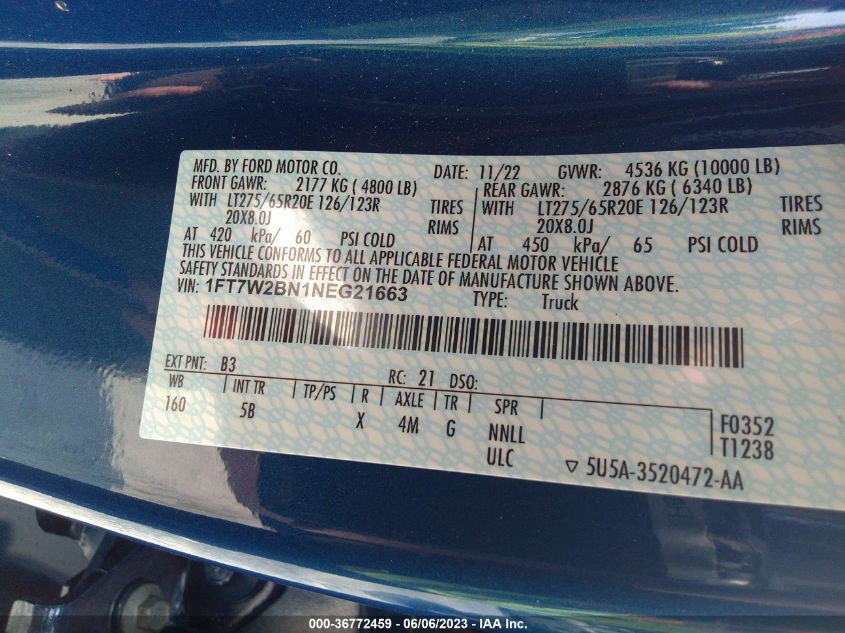 MFD. BY FORD MOTOR CO. DATE: 11/22 GVWR: 4536 KG (10000 LB)
FRONT GAWR: 2177 KG ( 4800 LB) REAR GAWR: 2876 KG ( 6340 LB)
WITH LT275/65R20E 126/123R TIRES WITH LT275/65R20E 126/123R TIRES
20X8.0J RIMS 20X8.0J RIMS
AT 420 kPa/ 60 PSI COLD AT 450 kPa/ 65 PSI COLD
THIS VEHICLE CONFORMS TO ALL APPLICABLE FEDERAL MOTOR VEHICLE
SAFETY STANDARDS IN EFFECT ON THE DATE OF MANUFACTURE SHOWN ABOVE.
VIN: 1FT7W2BN1NEG21663 TYPE: Truck
EXT PNT: B3 RC: 21 DSO:
WB INT TR TP/PS R AXLE TR SPR
160 5B X 4M G NNLL F0352
ULC T1238
5U5A-3520472-AA
000-36772459 - 06/06/2023 - © IAA Inc.